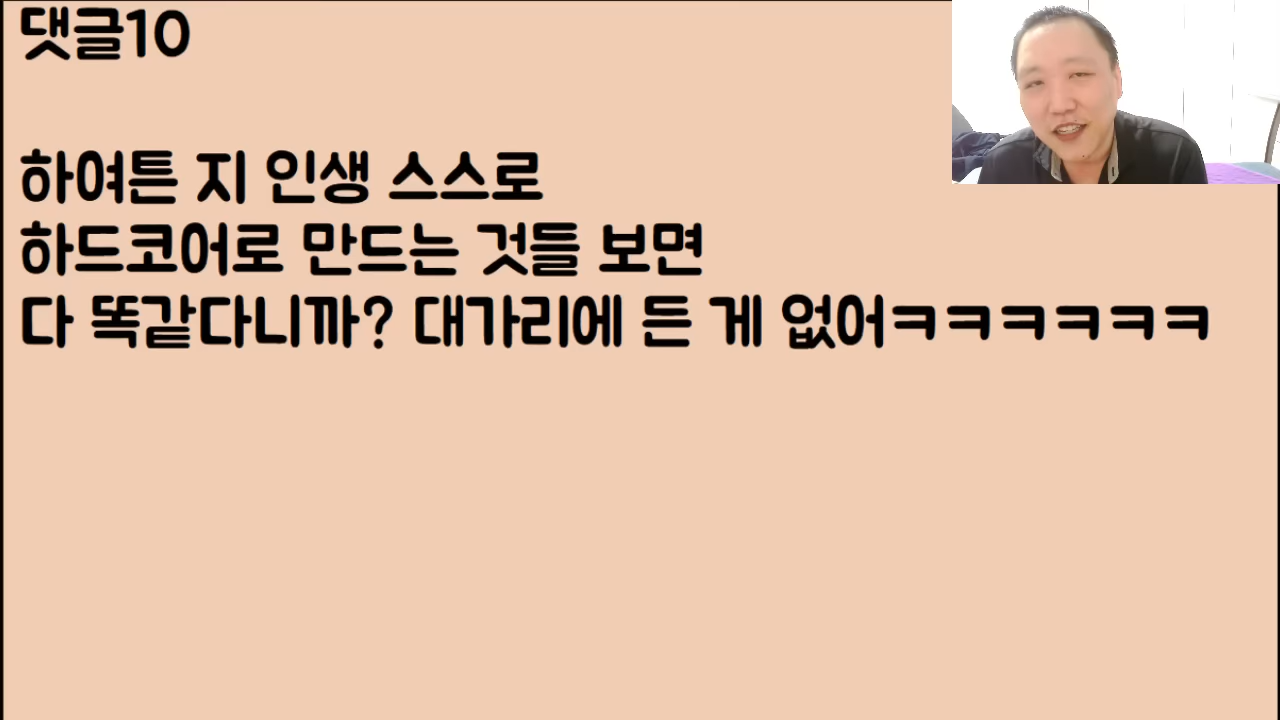 댓글10
하여튼 지 인생 스스로
하드코어로 만드는 것들 보면
다 똑같다니까? 대가리에 든 게 없어ㅋㅋㅋㅋㅋㅋ